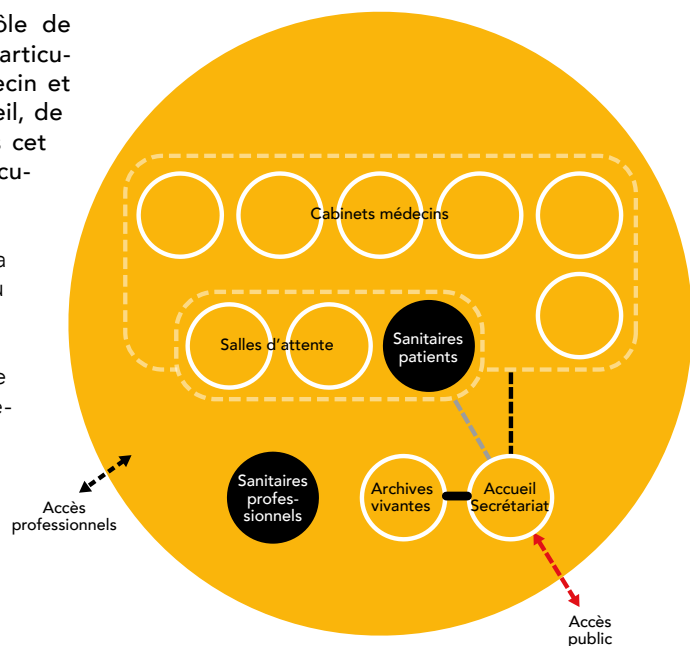 ôle de
articu-
ecin et
eil, de
s cet
cu-
a
u
e
e-
Cabinets médecins
Salles d'attente
Sanitaires
patients
Sanitaires
profes-
sionnels
Archives
vivantes
Accueil
Secrétariat
Accès
professionnels
Accès
public